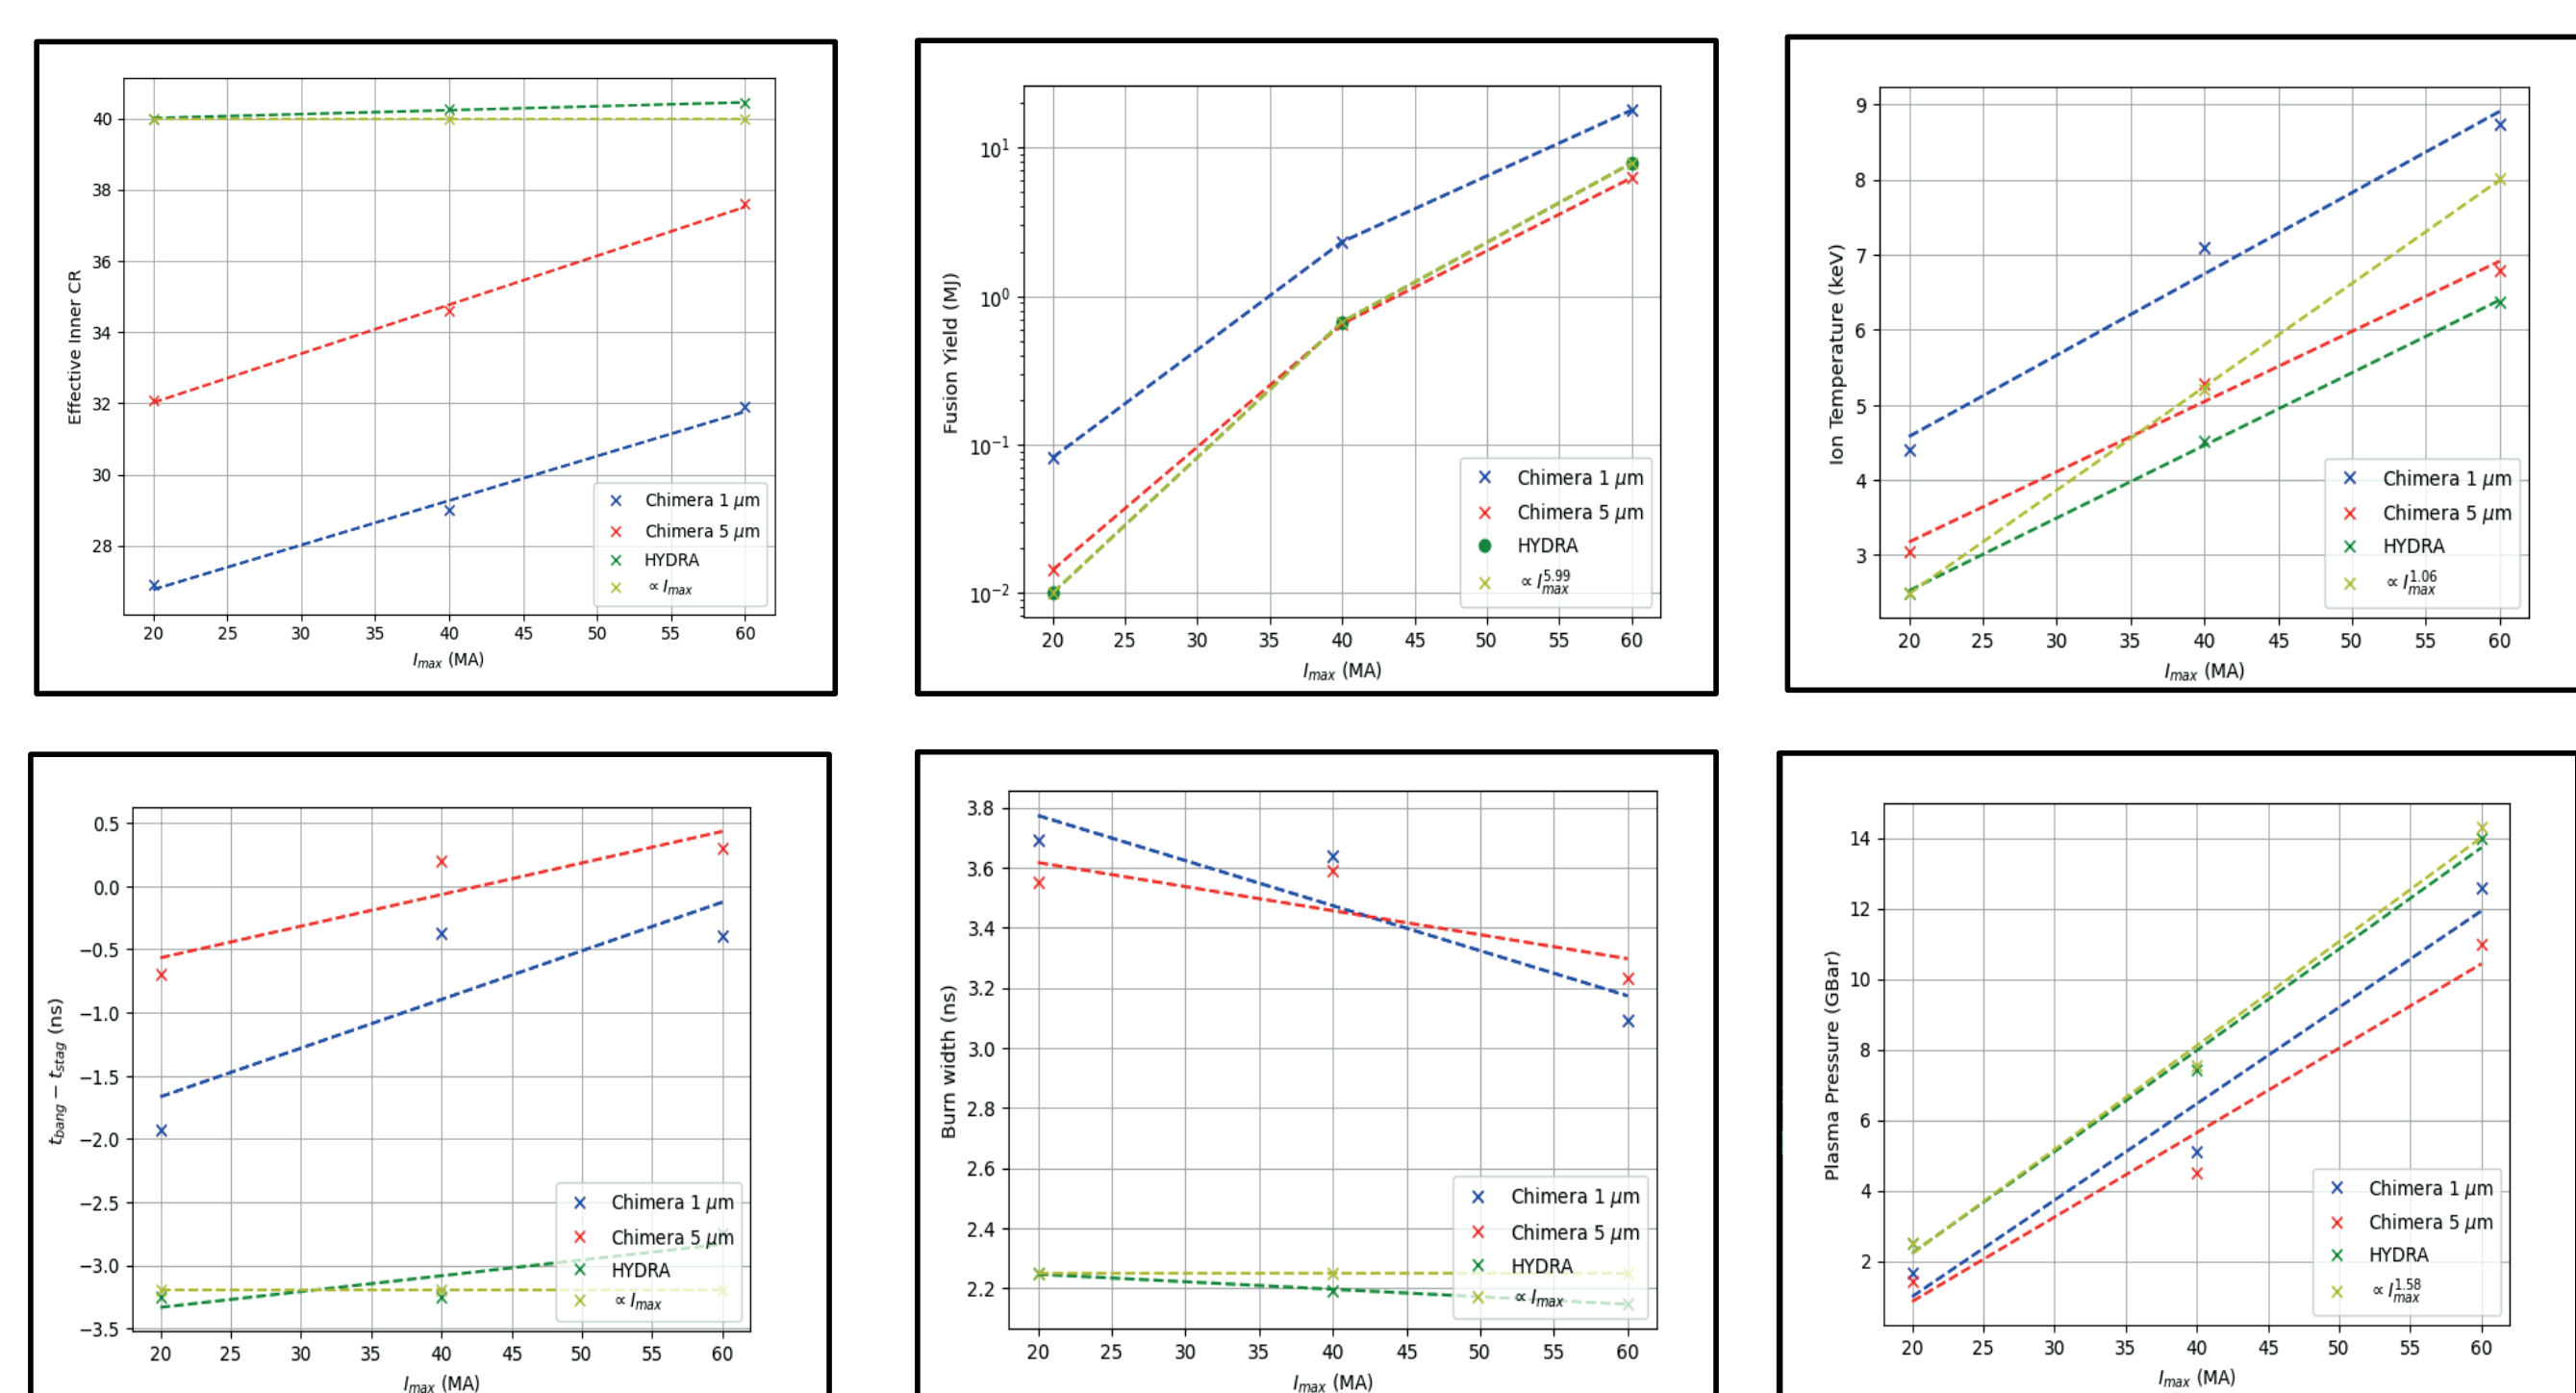 40
38
36
34
32
30
28
Effective Inner CR
Chimera 1 μm
Chimera 5 μm
HYDRA
∝ I_max
20 25 30 35 40 45 50 55 60
I_max (MA)
10^1
10^0
10^-1
10^-2
Fusion Yield (MJ)
Chimera 1 μm
Chimera 5 μm
HYDRA
∝ I_max^5.99
20 25 30 35 40 45 50 55 60
I_max (MA)
9
8
7
6
5
4
3
Ion Temperature (keV)
Chimera 1 μm
Chimera 5 μm
HYDRA
∝ I_max^1.06
20 25 30 35 40 45 50 55 60
I_max (MA)
0.5
0.0
−0.5
−1.0
−1.5
−2.0
−2.5
−3.0
−3.5
t_bang − t_stag (ns)
Chimera 1 μm
Chimera 5 μm
HYDRA
∝ I_max
20 25 30 35 40 45 50 55 60
I_max (MA)
3.8
3.6
3.4
3.2
3.0
2.8
2.6
2.4
2.2
Burn width (ns)
Chimera 1 μm
Chimera 5 μm
HYDRA
∝ I_max
20 25 30 35 40 45 50 55 60
I_max (MA)
14
12
10
8
6
4
2
Plasma Pressure (GBar)
Chimera 1 μm
Chimera 5 μm
HYDRA
∝ I_max^1.58
20 25 30 35 40 45 50 55 60
I_max (MA)